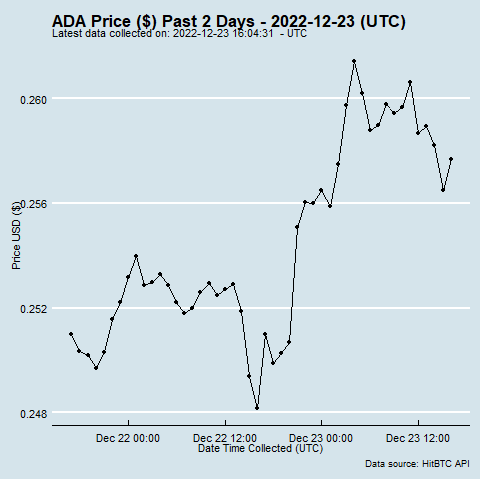 ADA Price ($) Past 2 Days - 2022-12-23 (UTC)
Latest data collected on: 2022-12-23 16:04:31 - UTC
0.260
0.256
0.252
0.248
Price USD ($)
Dec 22 00:00 Dec 22 12:00 Dec 23 00:00 Dec 23 12:00
Date Time Collected (UTC)
Data source: HitBTC API